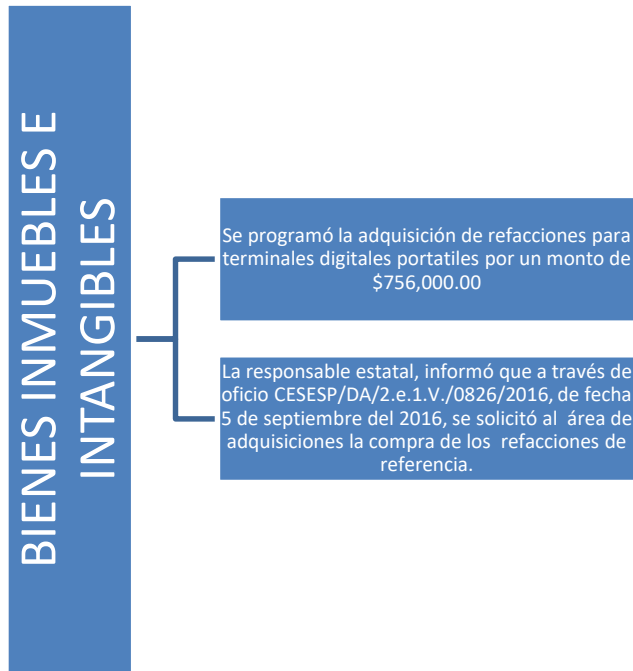 BIENES INMUEBLES E
INTANGIBLES
Se programó la adquisición de refacciones para
terminales digitales portatiles por un monto de
$756,000.00
La responsable estatal, informó que a través de
oficio CESESP/DA/2.e.1.V./0826/2016, de fecha
5 de septiembre del 2016, se solicitó al área de
adquisiciones la compra de los refacciones de
referencia.